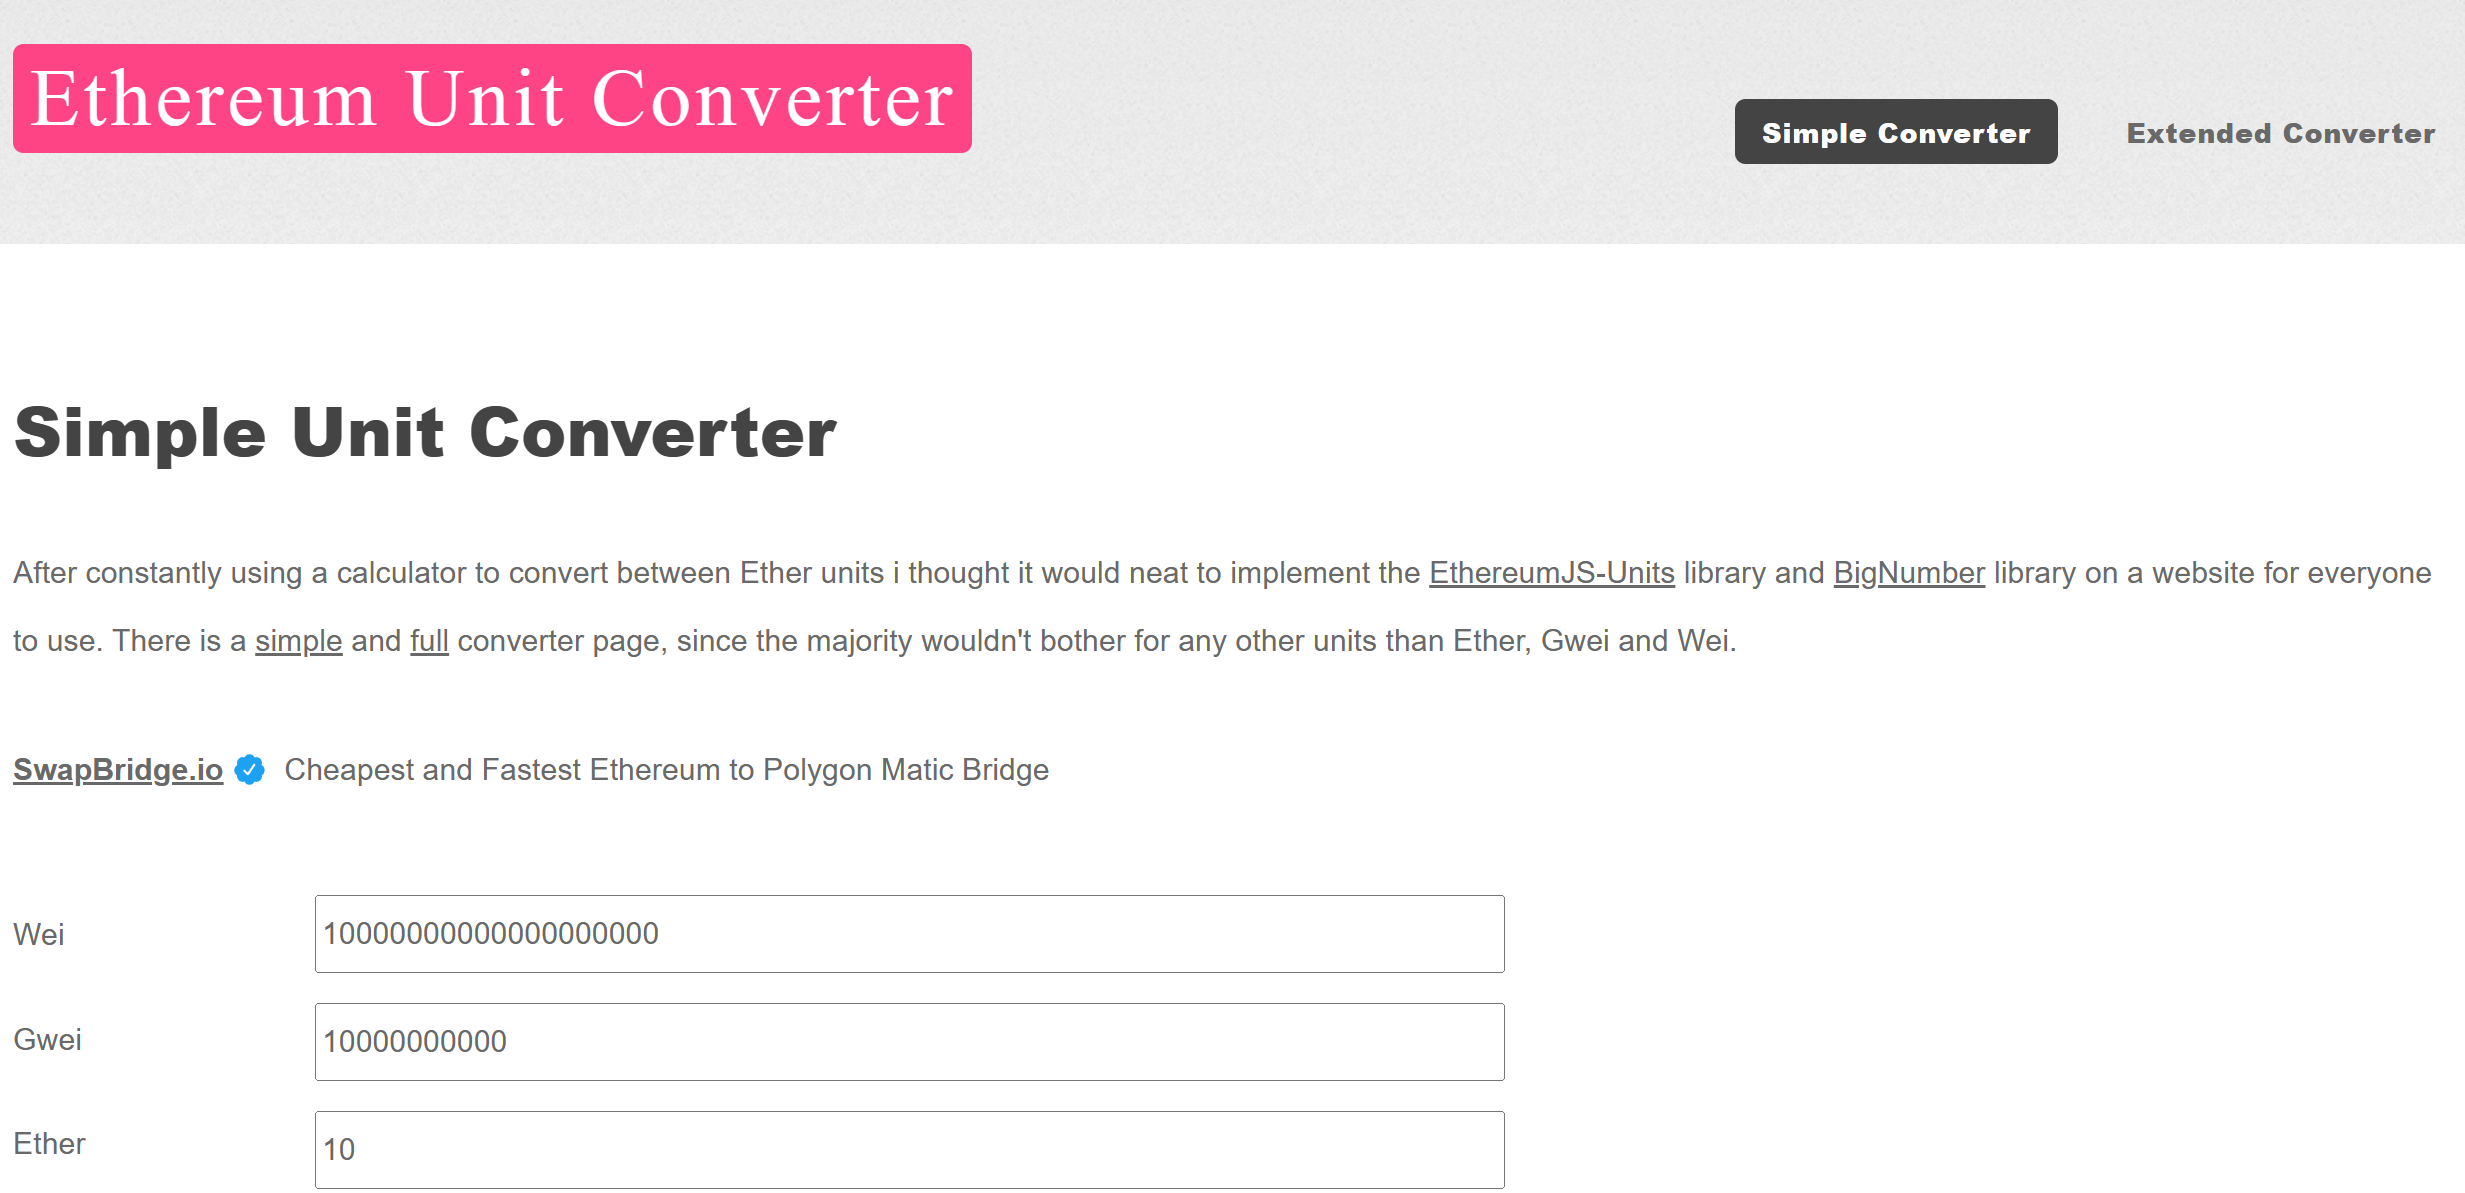 Ethereum Unit Converter
Simple Converter
Extended Converter
Simple Unit Converter
After constantly using a calculator to convert between Ether units i thought it would neat to implement the EthereumJS-Units library and BigNumber library on a website for everyone
to use. There is a simple and full converter page, since the majority wouldn't bother for any other units than Ether, Gwei and Wei.
SwapBridge.io Cheapest and Fastest Ethereum to Polygon Matic Bridge
Wei 10000000000000000000
Gwei 10000000000
Ether 10